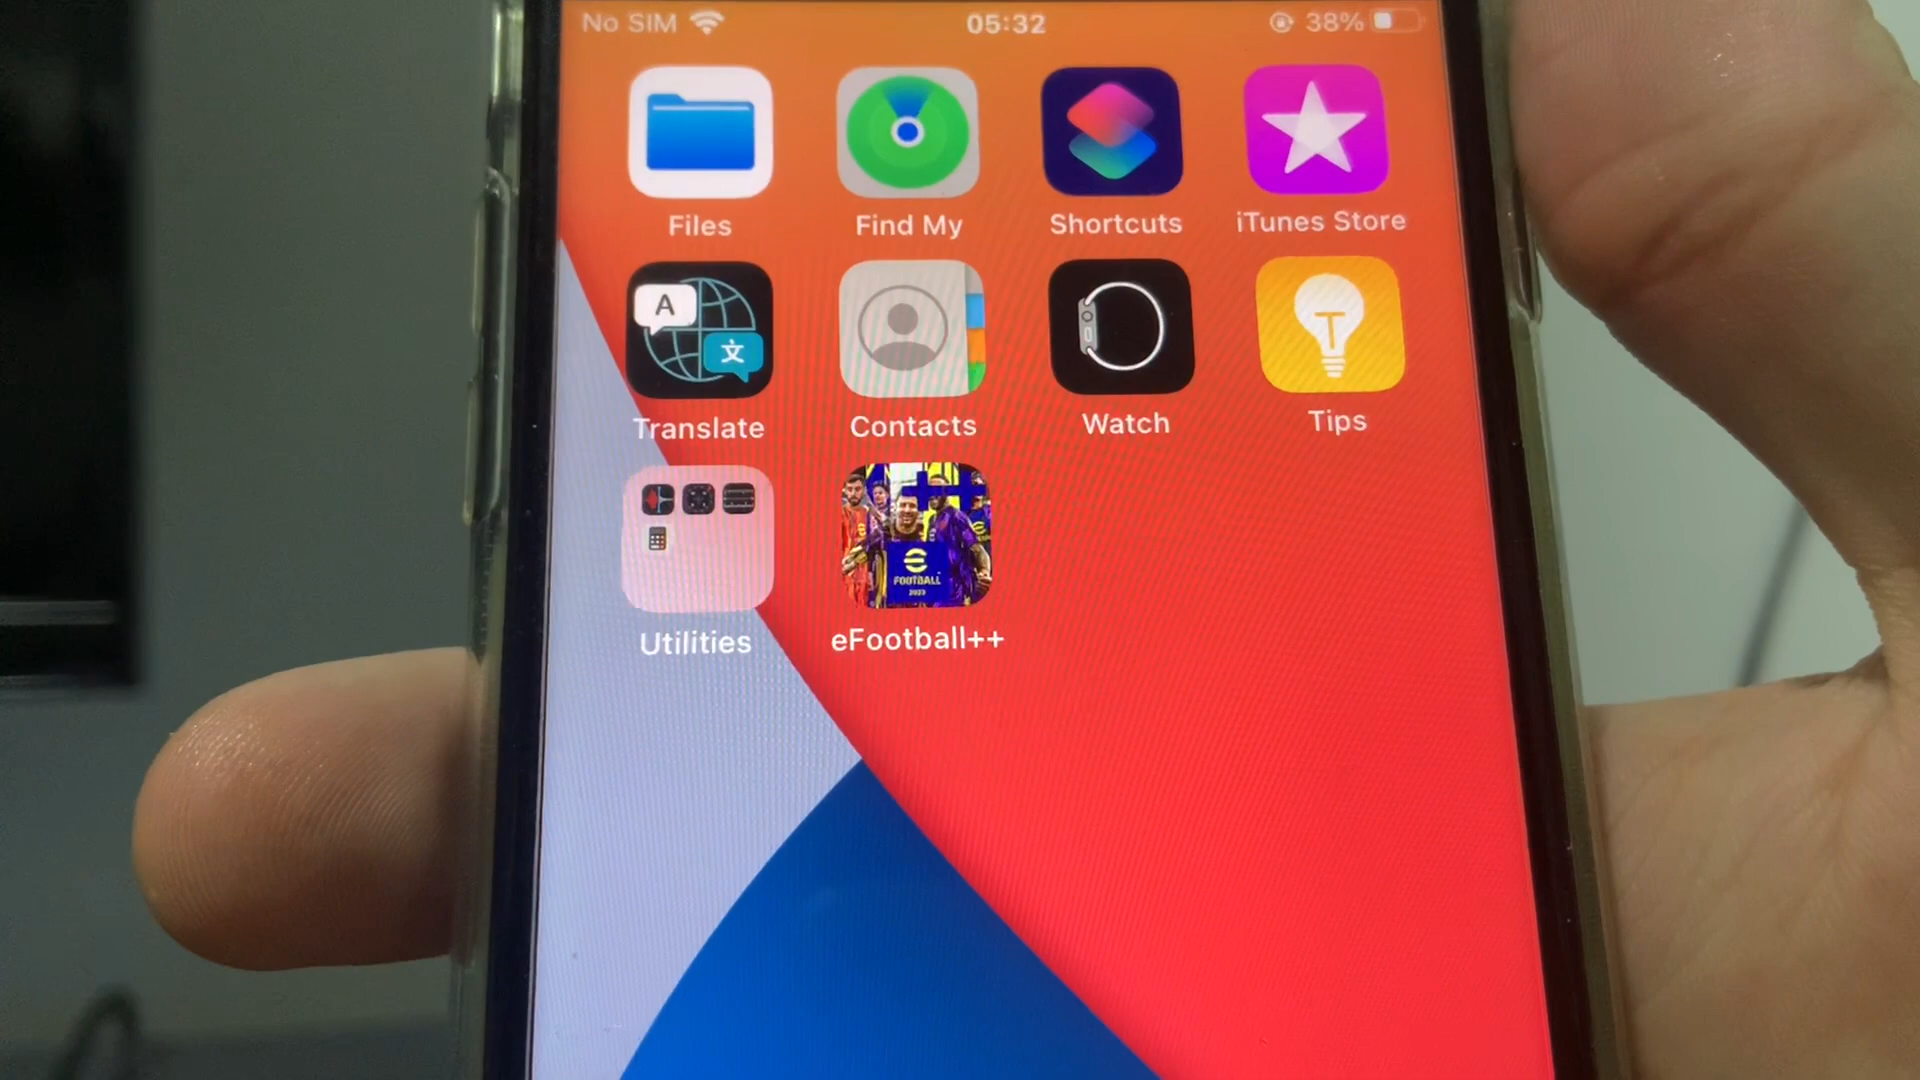 No SIM 05:32 38%
Files Find My Shortcuts iTunes Store
A 文
Translate Contacts Watch Tips
FOOTBALL
2023
Utilities eFootball++